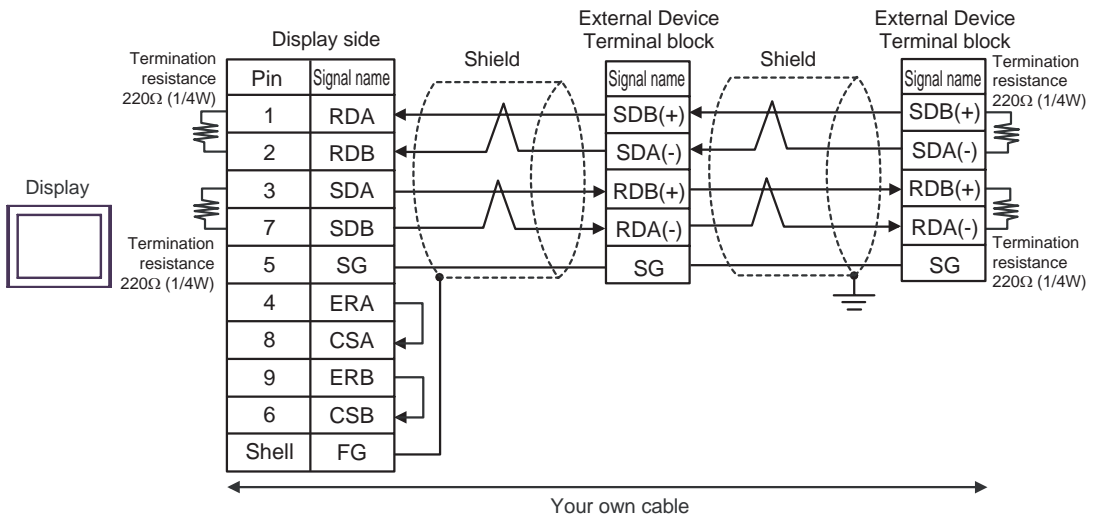 External Device
Terminal block
External Device
Terminal block
Display side
Shield
Shield
Termination
resistance
220Ω (1/4W)
Termination
resistance
220Ω (1/4W)
Pin Signal name
Signal name
Signal name
1 RDA SDB(+) SDB(+)
2 RDB SDA(-) SDA(-)
3 SDA RDB(+) RDB(+)
7 SDB RDA(-) RDA(-)
5 SG SG SG
4 ERA
8 CSA
9 ERB
6 CSB
Shell FG
Display
Termination
resistance
220Ω (1/4W)
Termination
resistance
220Ω (1/4W)
Your own cable